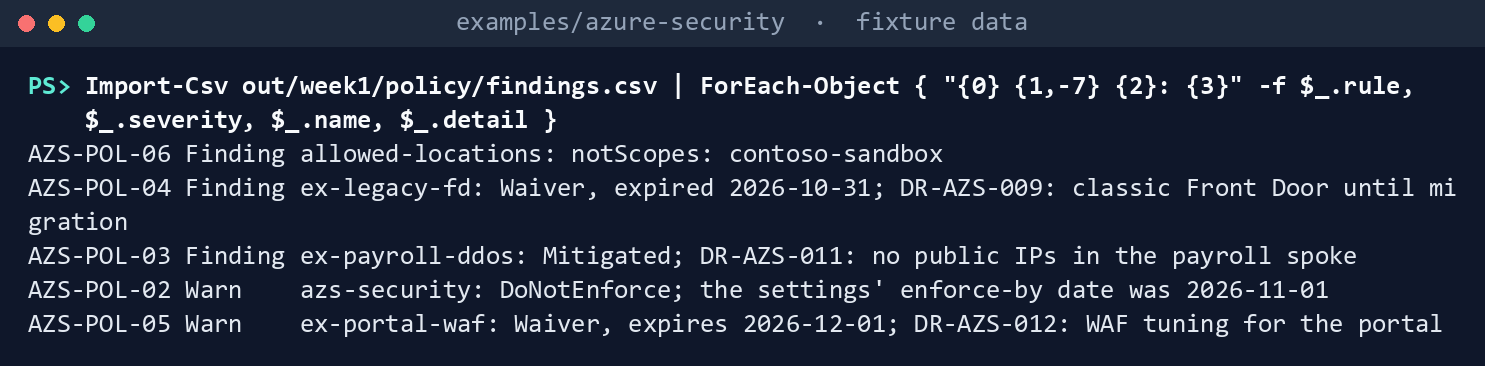 examples/azure-security · fixture data
PS> Import-Csv out/week1/policy/findings.csv | ForEach-Object { "{0} {1,-7} {2}: {3}" -f $_.rule,
$_.severity, $_.name, $_.detail }
AZS-POL-06 Finding allowed-locations: notScopes: contoso-sandbox
AZS-POL-04 Finding ex-legacy-fd: Waiver, expired 2026-10-31; DR-AZS-009: classic Front Door until mi
gration
AZS-POL-03 Finding ex-payroll-ddos: Mitigated; DR-AZS-011: no public IPs in the payroll spoke
AZS-POL-02 Warn    azs-security: DoNotEnforce; the settings' enforce-by date was 2026-11-01
AZS-POL-05 Warn    ex-portal-waf: Waiver, expires 2026-12-01; DR-AZS-012: WAF tuning for the portal